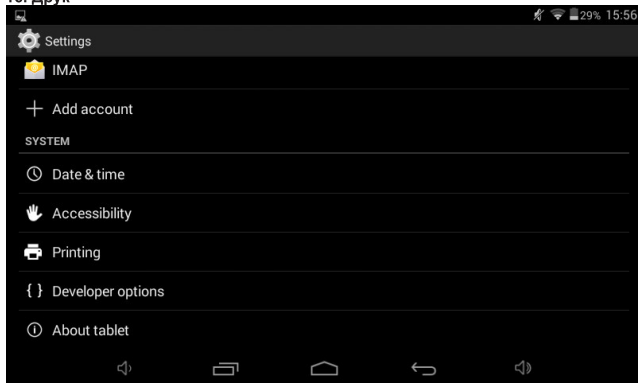 29% 15:56
Settings
IMAP
+ Add account
SYSTEM
Date & time
Accessibility
Printing
{ } Developer options
About tablet